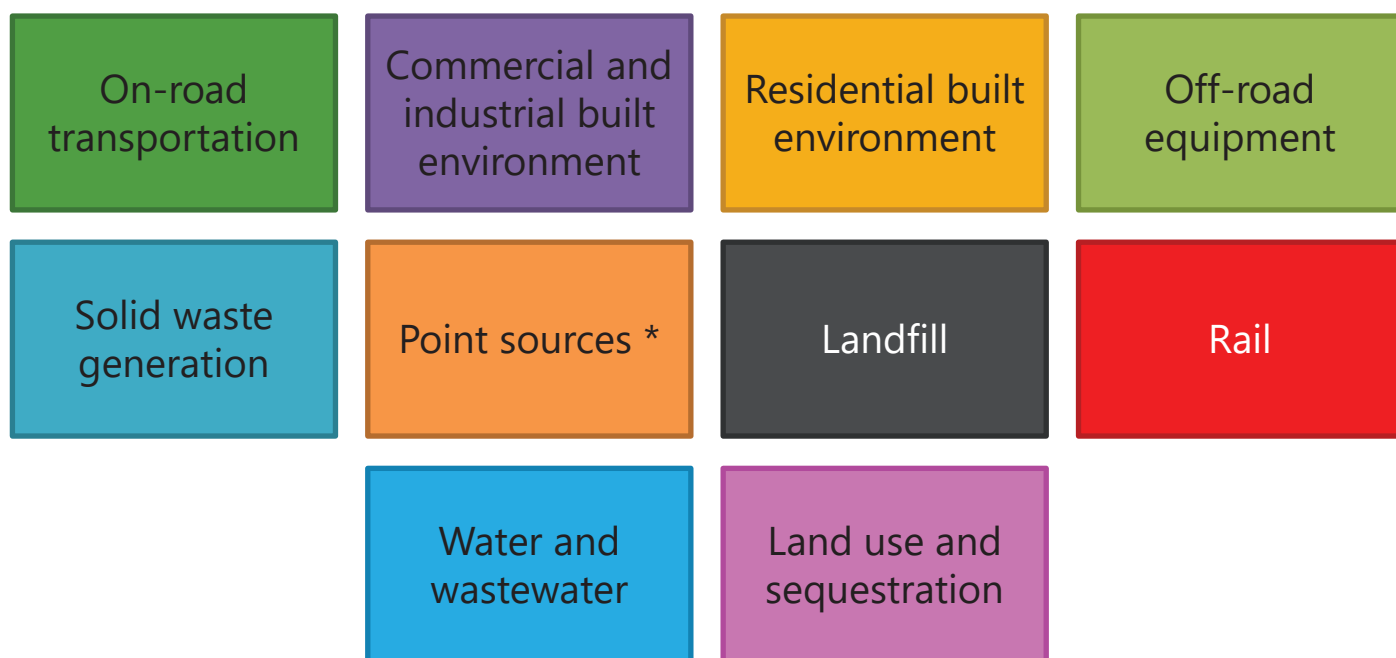 On-road
transportation
Commercial and
industrial built
environment
Residential built
environment
Off-road
equipment
Solid waste
generation
Point sources *
Landfill
Rail
Water and
wastewater
Land use and
sequestration